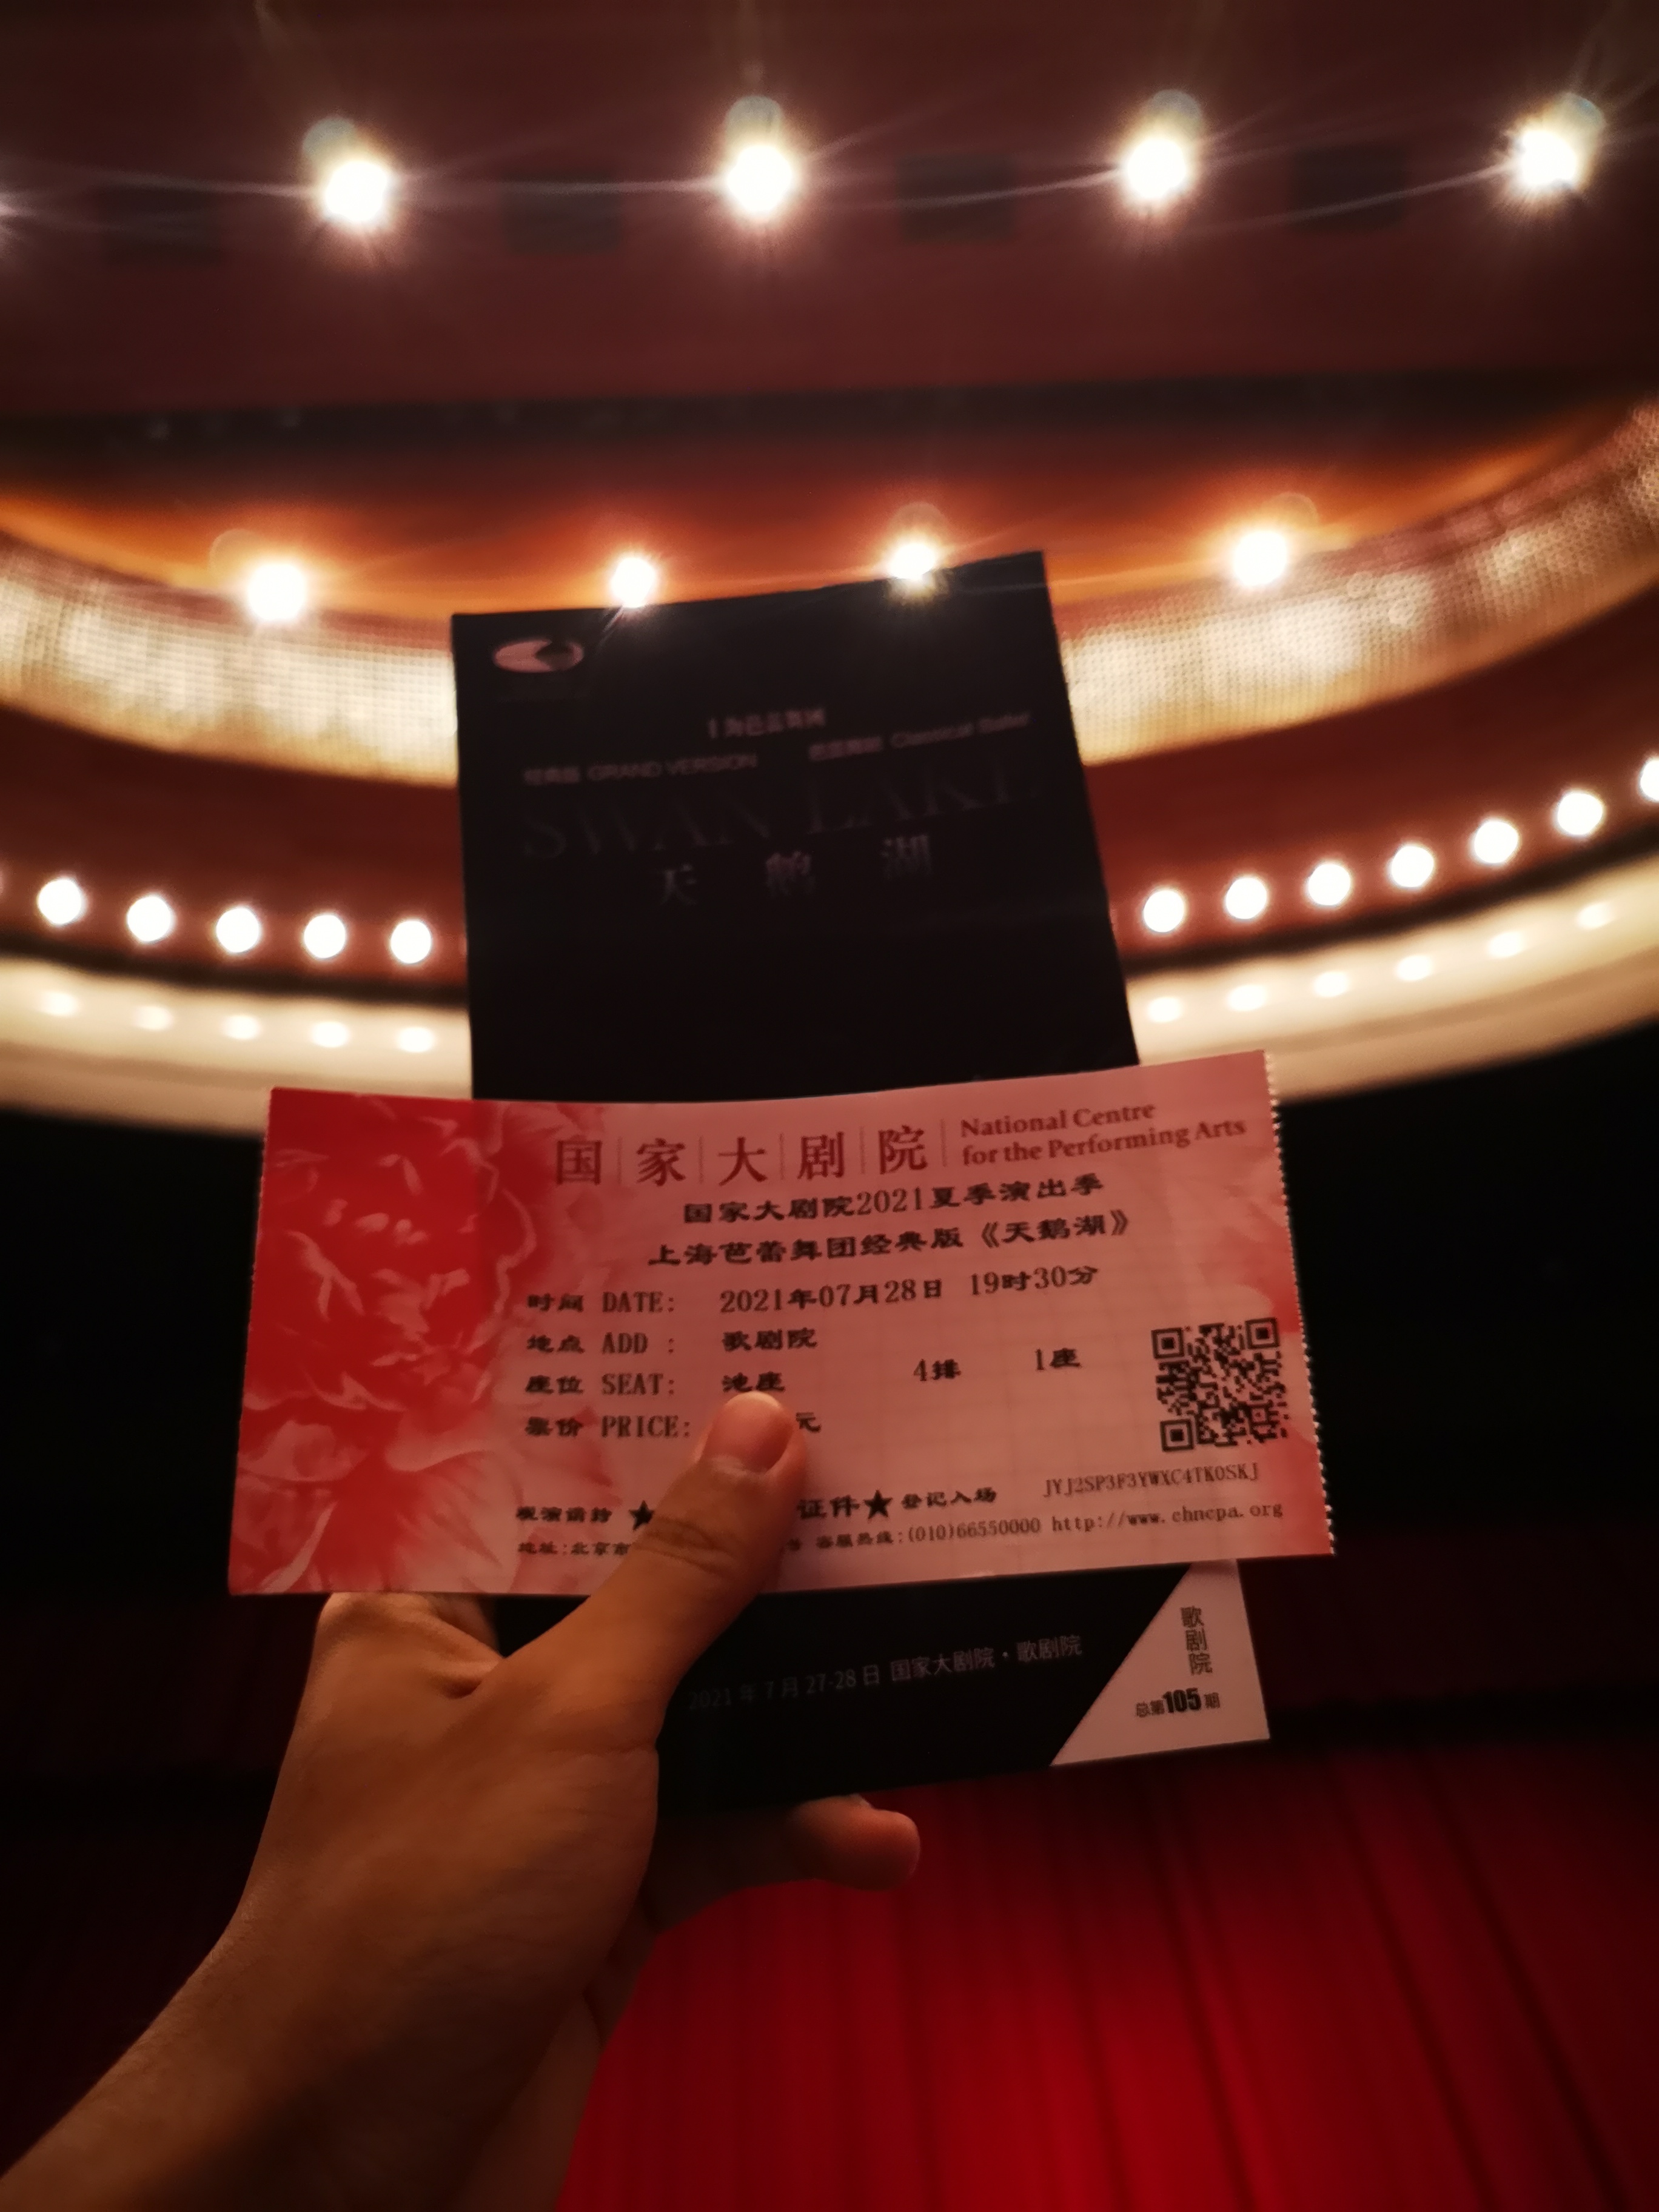 上海芭蕾舞团
经典版 GRAND VERSION 芭蕾舞剧 Classical Ballet
SWAN LAKE
天鹅湖
国家大剧院 National Centre
for the Performing Arts
国家大剧院2021夏季演出季
上海芭蕾舞团经典版《天鹅湖》
时间 DATE: 2021年07月28日 19时30分
地点 ADD : 歌剧院
座位 SEAT: 池座 4排 1座
票价 PRICE: 元
JYJ2SP3F3YWXC4TK0SKJ
观演请持★ 证件★登记入场
地址:北京市 号 客服热线:(010)66550000 http://www.chncpa.org
2021年7月27-28日 国家大剧院·歌剧院
歌剧院
总第105期